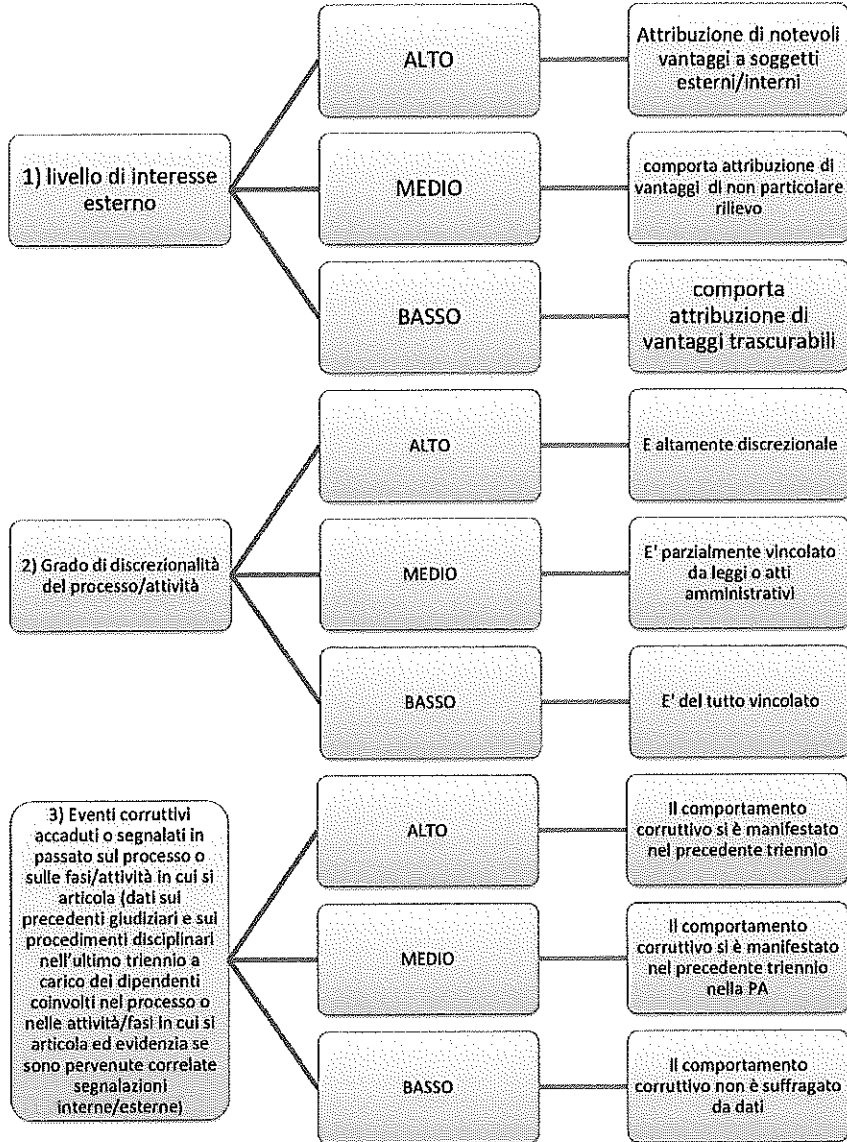 1) livello di interesse
esterno
ALTO
Attribuzione di notevoli
vantaggi a soggetti
esterni/interni
MEDIO
comporta attribuzione di
vantaggi di non particolare
rilievo
BASSO
comporta
attribuzione di
vantaggi trascurabili
2) Grado di discrezionalità
del processo/attività
ALTO
E altamente discrezionale
MEDIO
E' parzialmente vincolato
da leggi o atti
amministrativi
BASSO
E' del tutto vincolato
3) Eventi corruttivi
accaduti o segnalati in
passato sul processo o
sulle fasi/attività in cui si
articola (dati sui
precedenti giudiziari e sui
procedimenti disciplinari
nell'ultimo triennio a
carico dei dipendenti
coinvolti nel processo o
nelle attività/fasi in cui si
articola ed evidenzia se
sono pervenute correlate
segnalazioni
interne/esterne)
ALTO
Il comportamento
corruttivo si è manifestato
nel precedente triennio
MEDIO
Il comportamento
corruttivo si è manifestato
nel precedente triennio
nella PA
BASSO
Il comportamento
corruttivo non è suffragato
da dati